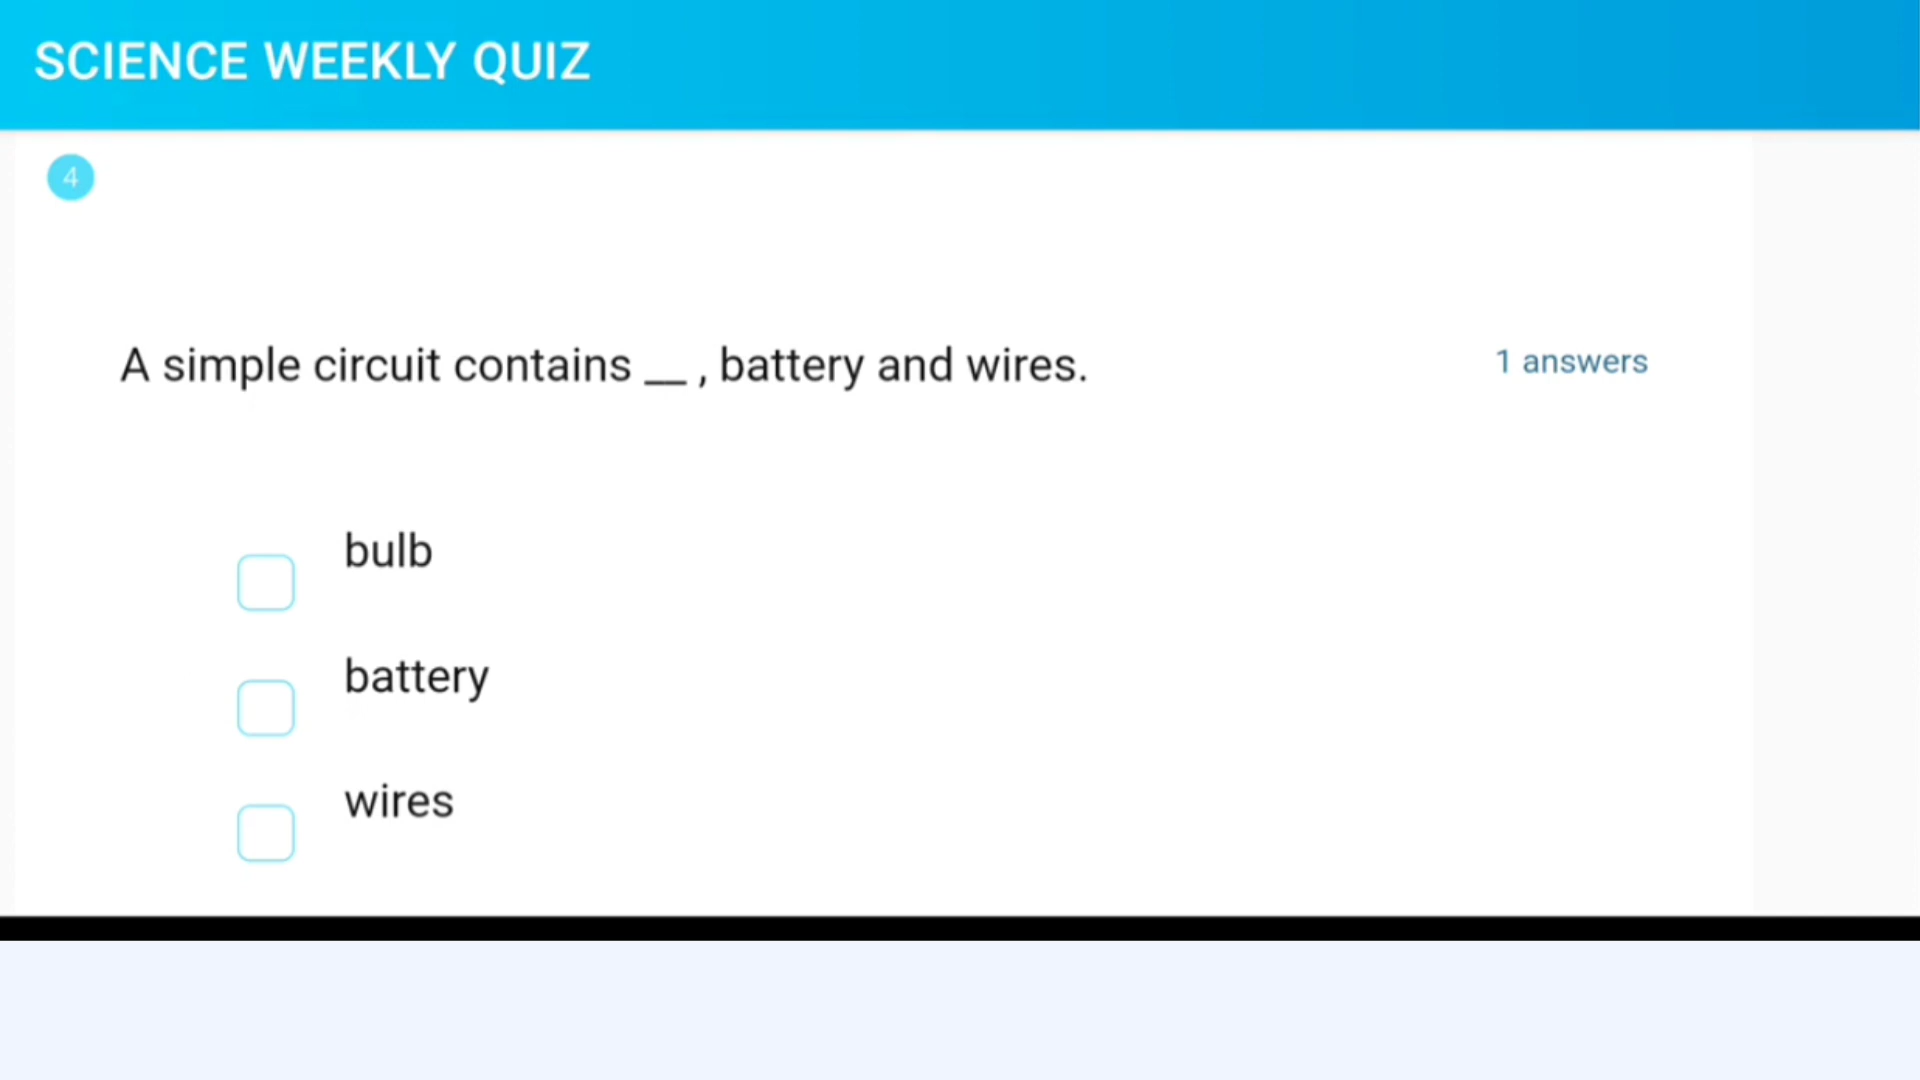 SCIENCE WEEKLY QUIZ
4
A simple circuit contains __ , battery and wires.
1 answers
bulb
battery
wires